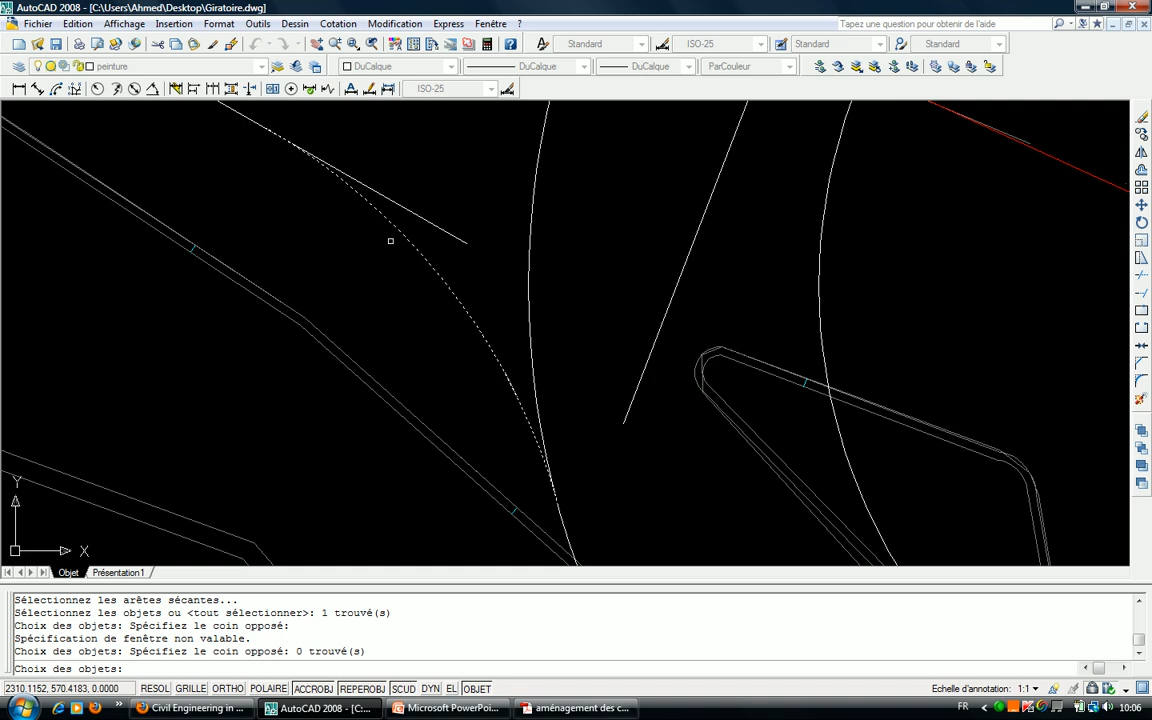 AutoCAD 2008 - [C:\Users\Ahmed\Desktop\Giratoire.dwg]
Fichier Edition Affichage Insertion Format Outils Dessin Cotation Modification Express Fenêtre ?
Tapez une question pour obtenir de l'aide
Standard ISO-25 Standard Standard
peinture DuCalque DuCalque DuCalque ParCouleur
ISO-25
Y
X
Objet Présentation1
Sélectionnez les arêtes sécantes...
Sélectionnez les objets ou <tout sélectionner>: 1 trouvé(s)
Choix des objets: Spécifiez le coin opposé:
Spécification de fenêtre non valable.
Choix des objets: Spécifiez le coin opposé: 0 trouvé(s)
Choix des objets:
2310.1152, 570.4183, 0.0000 RESOL GRILLE ORTHO POLAIRE ACCROBJ REPEROBJ SCUD DYN EL OBJET Echelle d'annotation: 1:1
Civil Engineering in ... AutoCAD 2008 - [C:... Microsoft PowerPoi... aménagement des c... FR 10:06